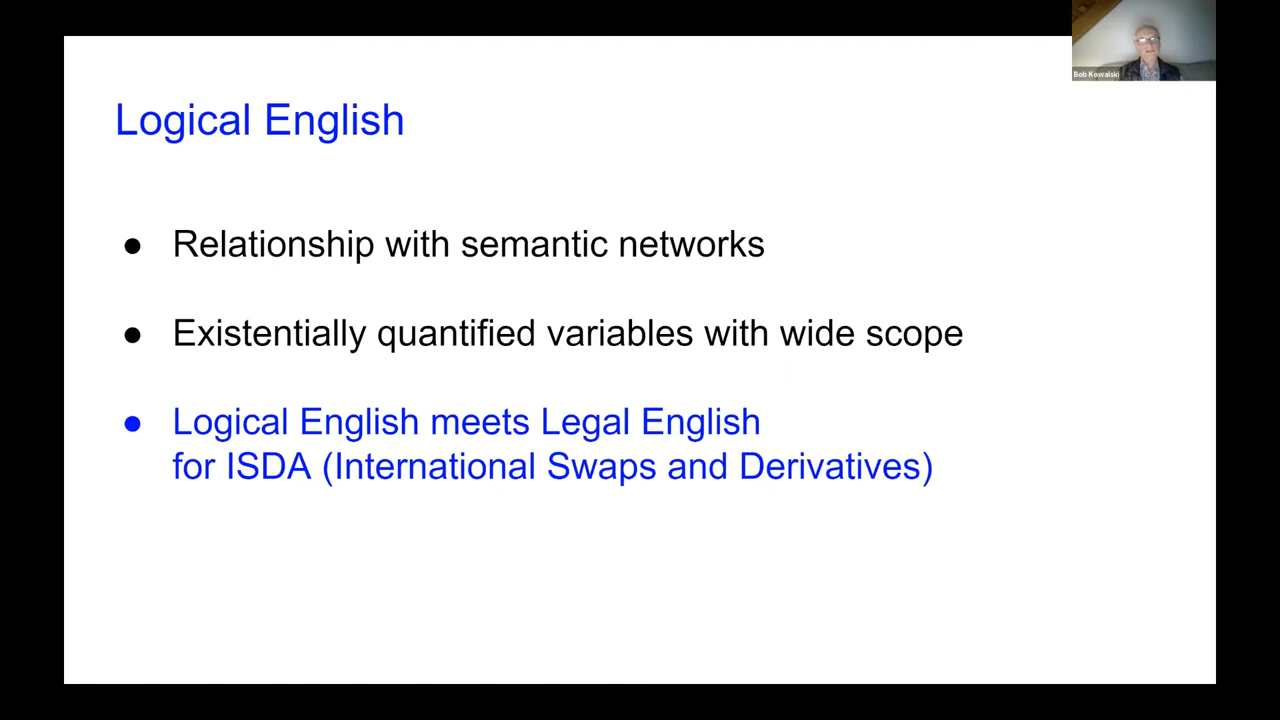 Bob Kowalski
Logical English
● Relationship with semantic networks
● Existentially quantified variables with wide scope
● Logical English meets Legal English
for ISDA (International Swaps and Derivatives)